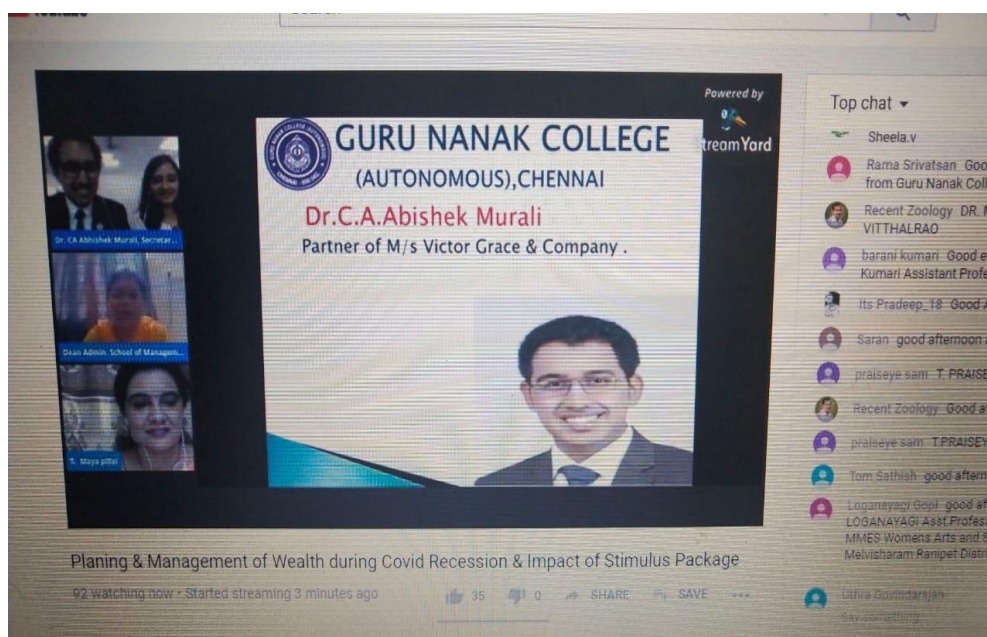 Powered by
StreamYard
GURU NANAK COLLEGE
(AUTONOMOUS),CHENNAI
Dr.C.A.Abishek Murali
Partner of M/s Victor Grace & Company .
Dr. CA Abhishek Murali, Secretar...
Dean Admin. School of Managem...
Maya pillai
Planing & Management of Wealth during Covid Recession & Impact of Stimulus Package
92 watching now • Started streaming 3 minutes ago
35
0
SHARE
SAVE
Top chat
Sheela.v
Rama Srivatsan Goo
from Guru Nanak Coll
Recent Zoology DR. M
VITTHALRAO
barani kumari Good e
Kumari Assistant Profe
Its Pradeep_18 Good A
Saran good afternoon
praiseye sam T. PRAISE
Recent Zoology Good a
praiseye sam T.PRAISEY
Tom Sathish good aftern
Loganayagi Gopi good af
LOGANAYAGI Asst.Profes
MMES Womens Arts and S
Melvisharam Ranipet Distri
Uthra Govindarajan
Say something...